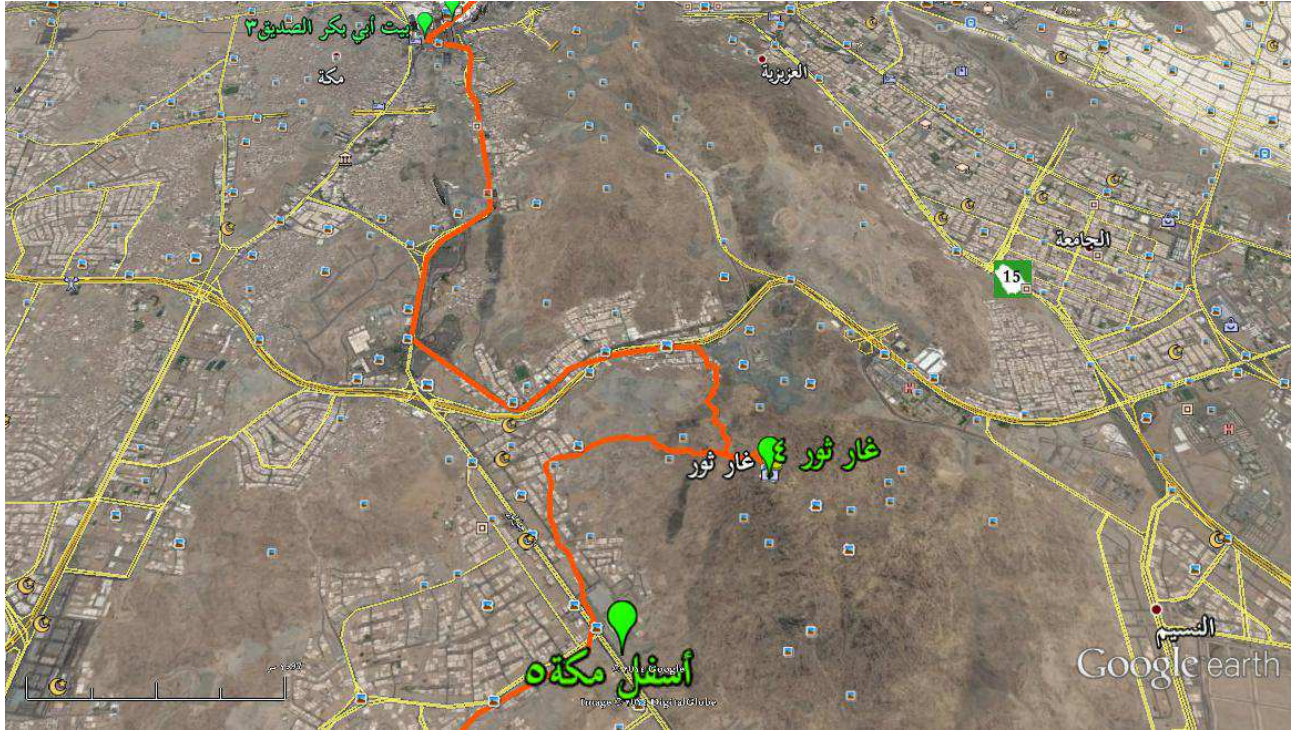 بيت أبي بكر الصديق٣
مكة
العزيزية
الجامعة
15
H
H
غار ثور ٤
غار ثور
النسيم
أسفل مكة٥
Google earth